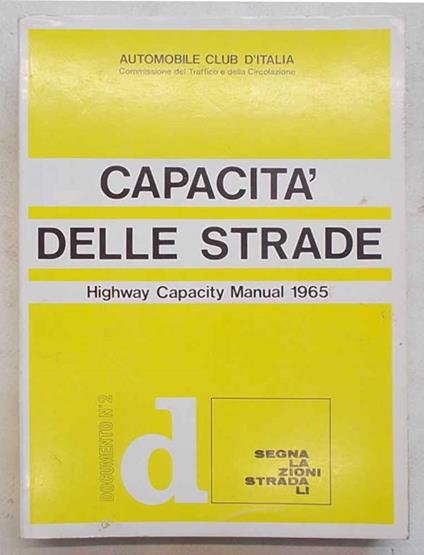 AUTOMOBILE CLUB D'ITALIA
Commissione del Traffico e della Circolazione
CAPACITA'
DELLE STRADE
Highway Capacity Manual 1965
DOCUMENTO N°2
d
SEGNA
LA
ZIONI
STRADA
LI